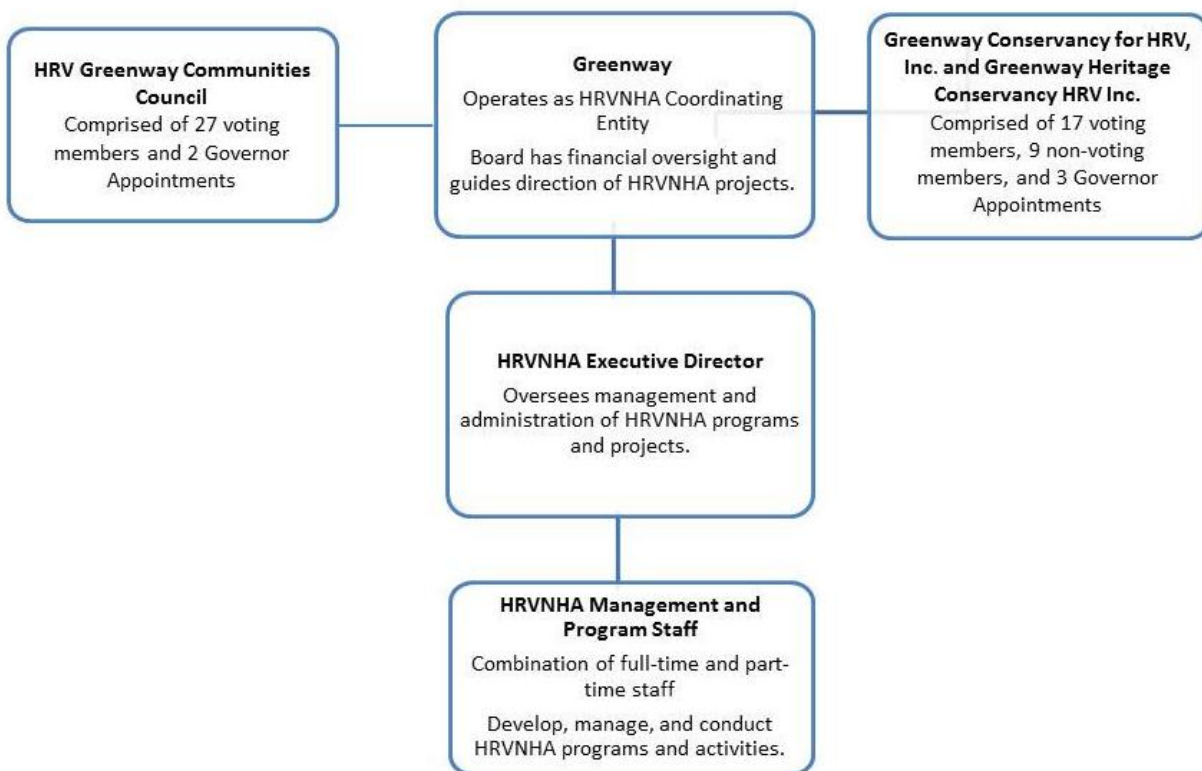 HRV Greenway Communities
Council
Comprised of 27 voting
members and 2 Governor
Appointments
Greenway
Operates as HRVNHA Coordinating
Entity
Board has financial oversight and
guides direction of HRVNHA projects.
Greenway Conservancy for HRV,
Inc. and Greenway Heritage
Conservancy HRV Inc.
Comprised of 17 voting
members, 9 non-voting
members, and 3 Governor
Appointments
HRVNHA Executive Director
Oversees management and
administration of HRVNHA programs
and projects.
HRVNHA Management and
Program Staff
Combination of full-time and part-
time staff
Develop, manage, and conduct
HRVNHA programs and activities.